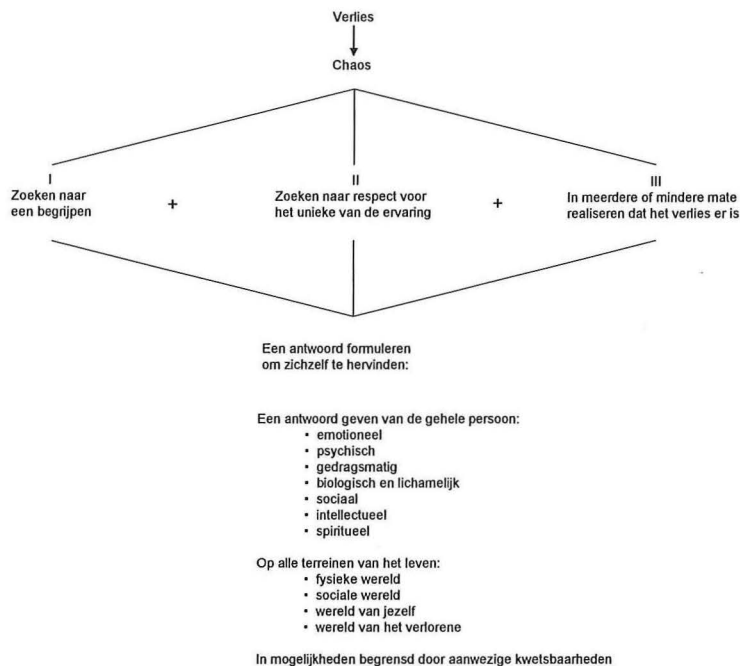 Verlies
Chaos
I
Zoeken naar
een begrijpen
+
II
Zoeken naar respect voor
het unieke van de ervaring
+
III
In meerdere of mindere mate
realiseren dat het verlies er is
Een antwoord formuleren
om zichzelf te hervinden:
Een antwoord geven van de gehele persoon:
▪ emotioneel
▪ psychisch
▪ gedragsmatig
▪ biologisch en lichamelijk
▪ sociaal
▪ intellectueel
▪ spiritueel
Op alle terreinen van het leven:
▪ fysieke wereld
▪ sociale wereld
▪ wereld van jezelf
▪ wereld van het verlorene
In mogelijkheden begrensd door aanwezige kwetsbaarheden